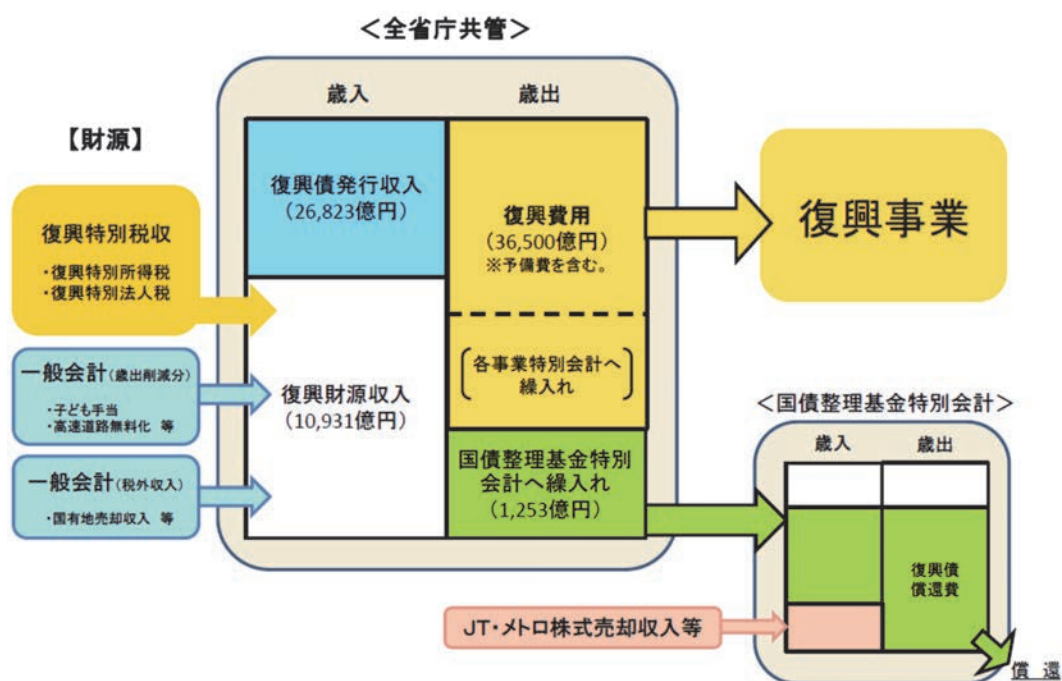 ＜全省庁共管＞
歳入
歳出
【財源】
復興特別税収
・復興特別所得税
・復興特別法人税
一般会計(歳出削減分)
・子ども手当
・高速道路無料化 等
一般会計(税外収入)
・国有地売却収入 等
復興債発行収入
（26,823億円）
復興財源収入
（10,931億円）
復興費用
（36,500億円）
※予備費を含む。
各事業特別会計へ
繰入れ
国債整理基金特別
会計へ繰入れ
（1,253億円）
復興事業
＜国債整理基金特別会計＞
歳入
歳出
復興債
償還費
JT・メトロ株式売却収入等
償 還